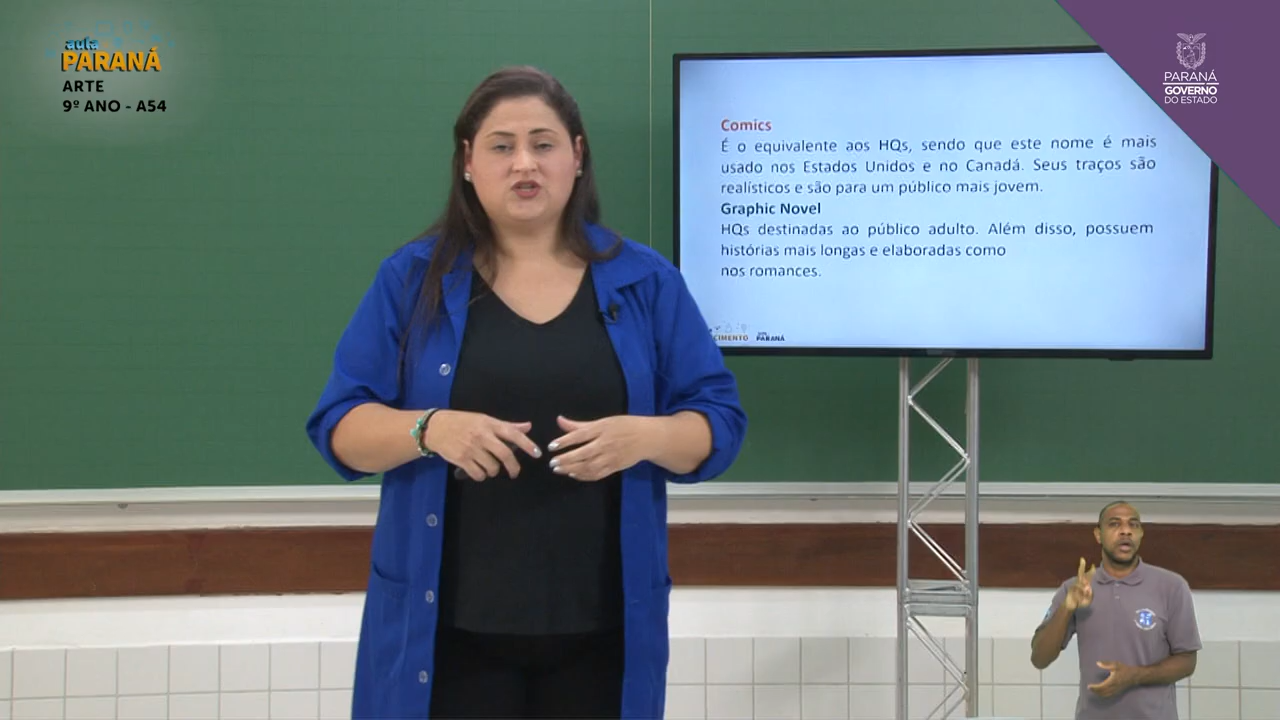 aula
PARANÁ
ARTE
9º ANO - A54
PARANÁ
GOVERNO
DO ESTADO
Comics
É o equivalente aos HQs, sendo que este nome é mais
usado nos Estados Unidos e no Canadá. Seus traços são
realísticos e são para um público mais jovem.
Graphic Novel
HQs destinadas ao público adulto. Além disso, possuem
histórias mais longas e elaboradas como
nos romances.
CIMENTO
PARANÁ